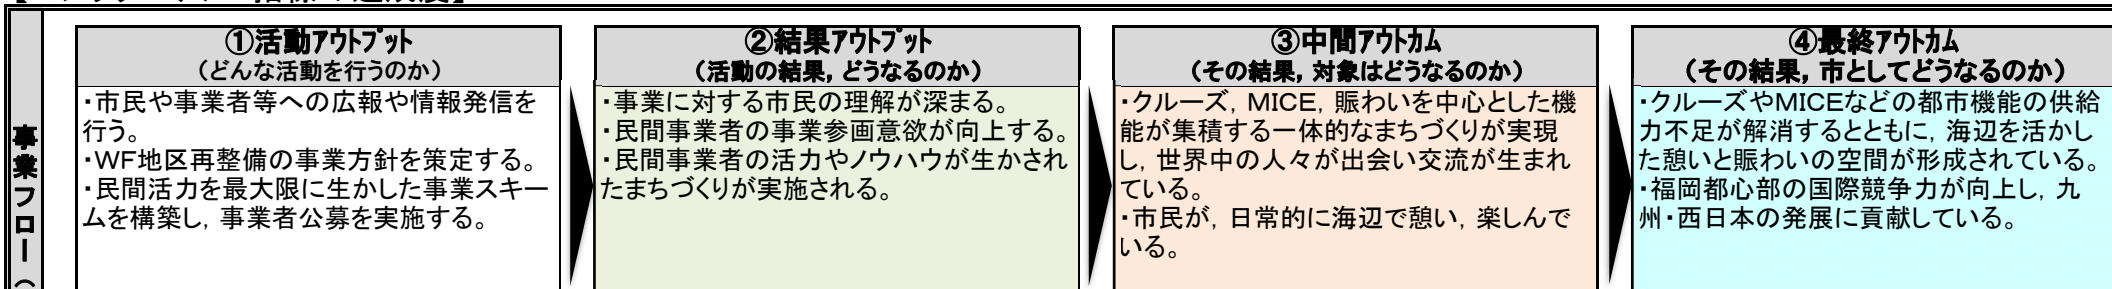 事業フロー（
①活動ｱｳﾄﾌﾟｯﾄ
（どんな活動を行うのか）
・市民や事業者等への広報や情報発信を
行う。
・ＷＦ地区再整備の事業方針を策定する。
・民間活力を最大限に生かした事業スキー
ムを構築し，事業者公募を実施する。
②結果ｱｳﾄﾌﾟｯﾄ
（活動の結果，どうなるのか）
・事業に対する市民の理解が深まる。
・民間事業者の事業参画意欲が向上する。
・民間事業者の活力やノウハウが生かされ
たまちづくりが実施される。
③中間ｱｳﾄｶﾑ
（その結果，対象はどうなるのか）
・クルーズ，ＭＩＣＥ，賑わいを中心とした機
能が集積する一体的なまちづくりが実現
し，世界中の人々が出会い交流が生まれ
ている。
・市民が，日常的に海辺で憩い，楽しんで
いる。
④最終ｱｳﾄｶﾑ
（その結果，市としてどうなるのか）
・クルーズやＭＩＣＥなどの都市機能の供給
力不足が解消するとともに，海辺を活かし
た憩いと賑わいの空間が形成されている。
・福岡都心部の国際競争力が向上し，九
州・西日本の発展に貢献している。